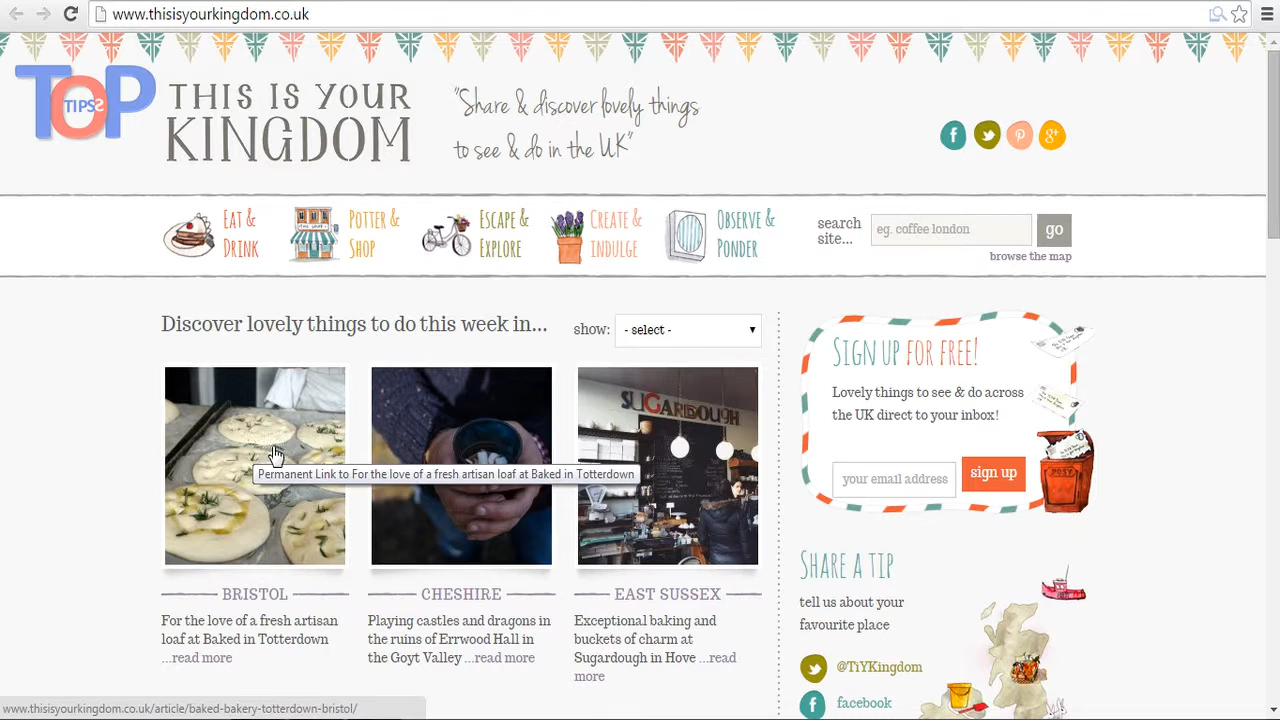 www.thisisyourkingdom.co.uk
TOP
TIPSS
THIS IS YOUR
KINGDOM
"Share & discover lovely things
to see & do in the UK"
Eat &
Drink
Potter &
Shop
Escape &
Explore
Create &
Indulge
Observe &
Ponder
search
site...
eg. coffee london
go
browse the map
Discover lovely things to do this week in...
show:
- select -
SUGARDOUGH
Permanent Link to For the love of a fresh artisan loaf at Baked in Totterdown
BRISTOL
For the love of a fresh artisan
loaf at Baked in Totterdown
...read more
CHESHIRE
Playing castles and dragons in
the ruins of Errwood Hall in
the Goyt Valley ...read more
EAST SUSSEX
Exceptional baking and
buckets of charm at
Sugardough in Hove ...read
more
Sign up for free!
Lovely things to see & do across
the UK direct to your inbox!
your email address
sign up
POST
Share a tip
tell us about your
favourite place
@TiYKingdom
facebook
www.thisisyourkingdom.co.uk/article/baked-bakery-totterdown-bristol/